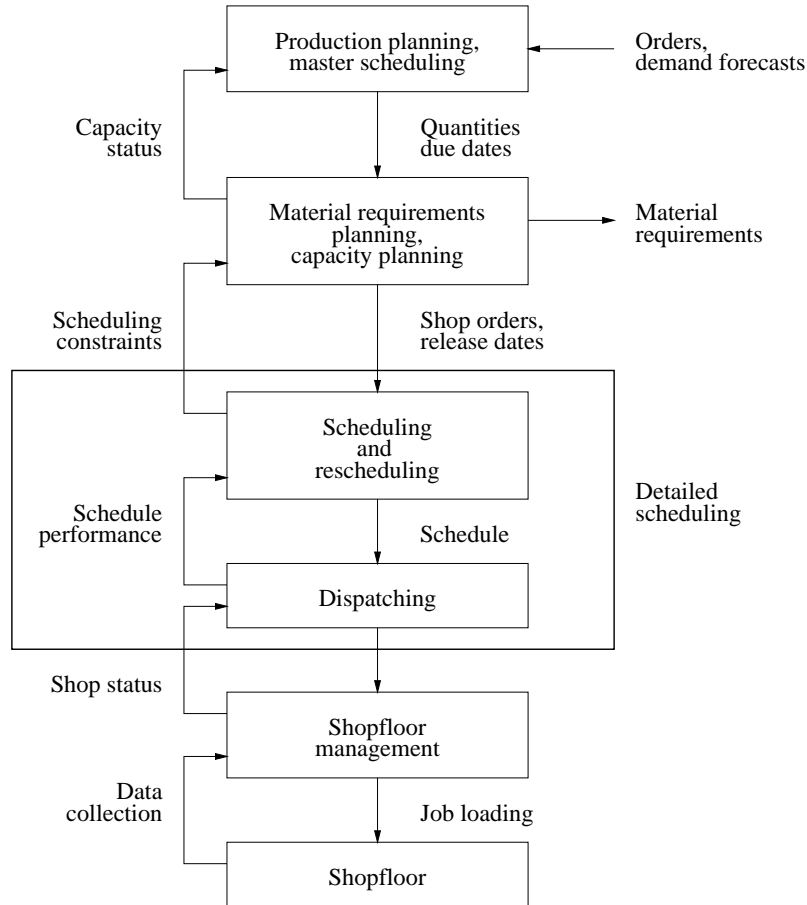 Production planning,
master scheduling
Orders,
demand forecasts
Capacity
status
Quantities
due dates
Material requirements
planning,
capacity planning
Material
requirements
Scheduling
constraints
Shop orders,
release dates
Scheduling
and
rescheduling
Detailed
scheduling
Schedule
performance
Schedule
Dispatching
Shop status
Shopfloor
management
Data
collection
Job loading
Shopfloor